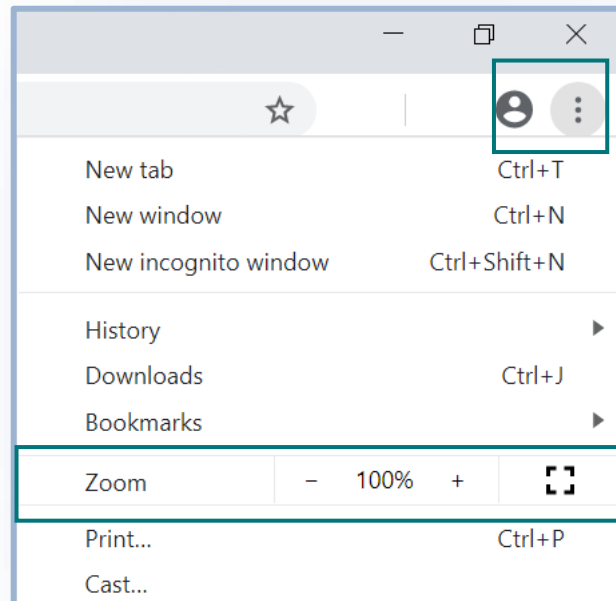 New tab Ctrl+T
New window Ctrl+N
New incognito window Ctrl+Shift+N
History
Downloads Ctrl+J
Bookmarks
Zoom − 100% +
Print... Ctrl+P
Cast...